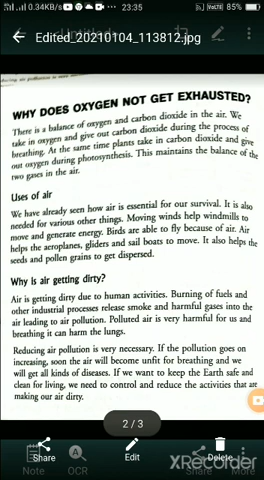 0.34KB/s 23:35 VoLTE 85%
Edited_20210104_113812.jpg
WHY DOES OXYGEN NOT GET EXHAUSTED?
There is a balance of oxygen and carbon dioxide in the air. We
take in oxygen and give out carbon dioxide during the process of
breathing. At the same time plants take in carbon dioxide and give
out oxygen during photosynthesis. This maintains the balance of the
two gases in the air.
Uses of air
We have already seen how air is essential for our survival. It is also
needed for various other things. Moving winds help windmills to
move and generate energy. Birds are able to fly because of air. Air
helps the aeroplanes, gliders and sail boats to move. It also helps the
seeds and pollen grains to get dispersed.
Why is air getting dirty?
Air is getting dirty due to human activities. Burning of fuels and
other industrial processes release smoke and harmful gases into the
air leading to air pollution. Polluted air is very harmful for us and
breathing it can harm the lungs.
Reducing air pollution is very necessary. If the pollution goes on
increasing, soon the air will become unfit for breathing and we
will get all kinds of diseases. If we want to keep the Earth safe and
clean for living, we need to control and reduce the activities that are
making our air dirty.
2/3
Share Edit Delete
Note OCR Share
XRECORDER